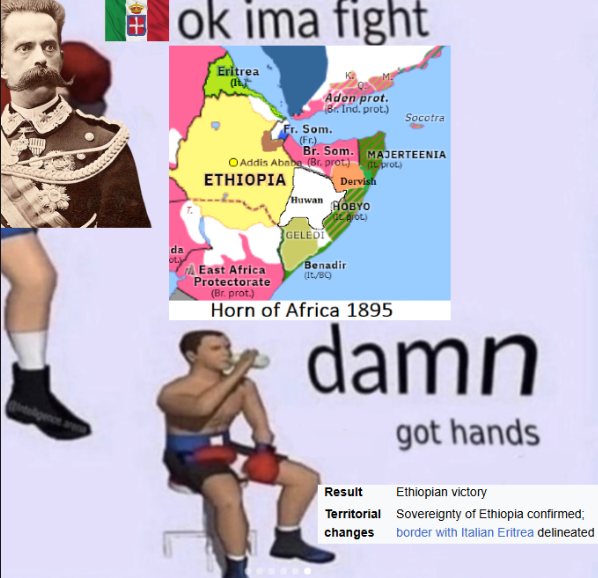 ok ima fight
Eritrea
(It.)
K.
M.
Q.
Aden prot.
(Br. Ind. prot.)
Socotra
Fr. Som.
(Fr.)
Br. Som.
(Br. prot.)
MAJERTEENIA
(It. prot.)
Addis Ababa
ETHIOPIA
Dervish
Huwan
HOBYO
(It. prot.)
T.
GELEDI
da
ot.)
East Africa
Protectorate
(Br. prot.)
Benadir
(It./BC)
Horn of Africa 1895
damn
got hands
Result Ethiopian victory
Territorial changes Sovereignty of Ethiopia confirmed;
border with Italian Eritrea delineated